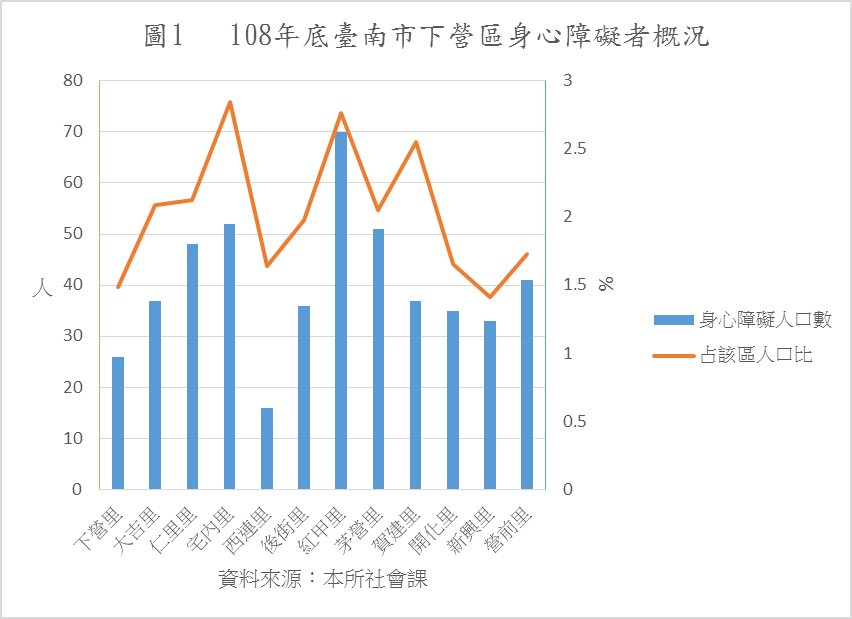 圖1 108年底臺南市下營區身心障礙者概況
80
70
60
50
40
30
20
10
0
人
3
2.5
2
1.5
1
0.5
0
%
下營里
大吉里
仁里里
宅內里
西連里
後街里
紅甲里
茅營里
賀建里
開化里
新興里
營前里
資料來源：本所社會課
身心障礙人口數
占該區人口比